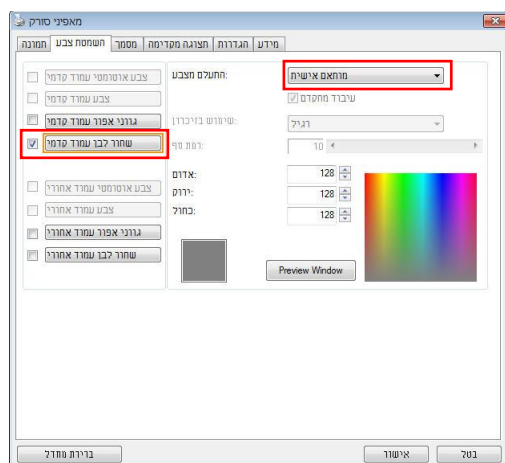 מאפיני סורק
תמונה השמטת צבע מסמך תצוגה מקדימה הגדרות מידע
צבע אוטומטי עמוד קדמי
צבע עמוד קדמי
גווני אפור עמוד קדמי
שחור לבן עמוד קדמי
צבע אוטומטי עמוד אחורי
צבע עמוד אחורי
גווני אפור עמוד אחורי
שחור לבן עמוד אחורי
התעלם מצבע:
מותאם אישית
עיבוד מתקדם
שימוש בזיכרון:
רגיל
רמת סף:
10
אדום:
128
ירוק:
128
כחול:
128
Preview Window
ברירת מחדל
אישור
בטל